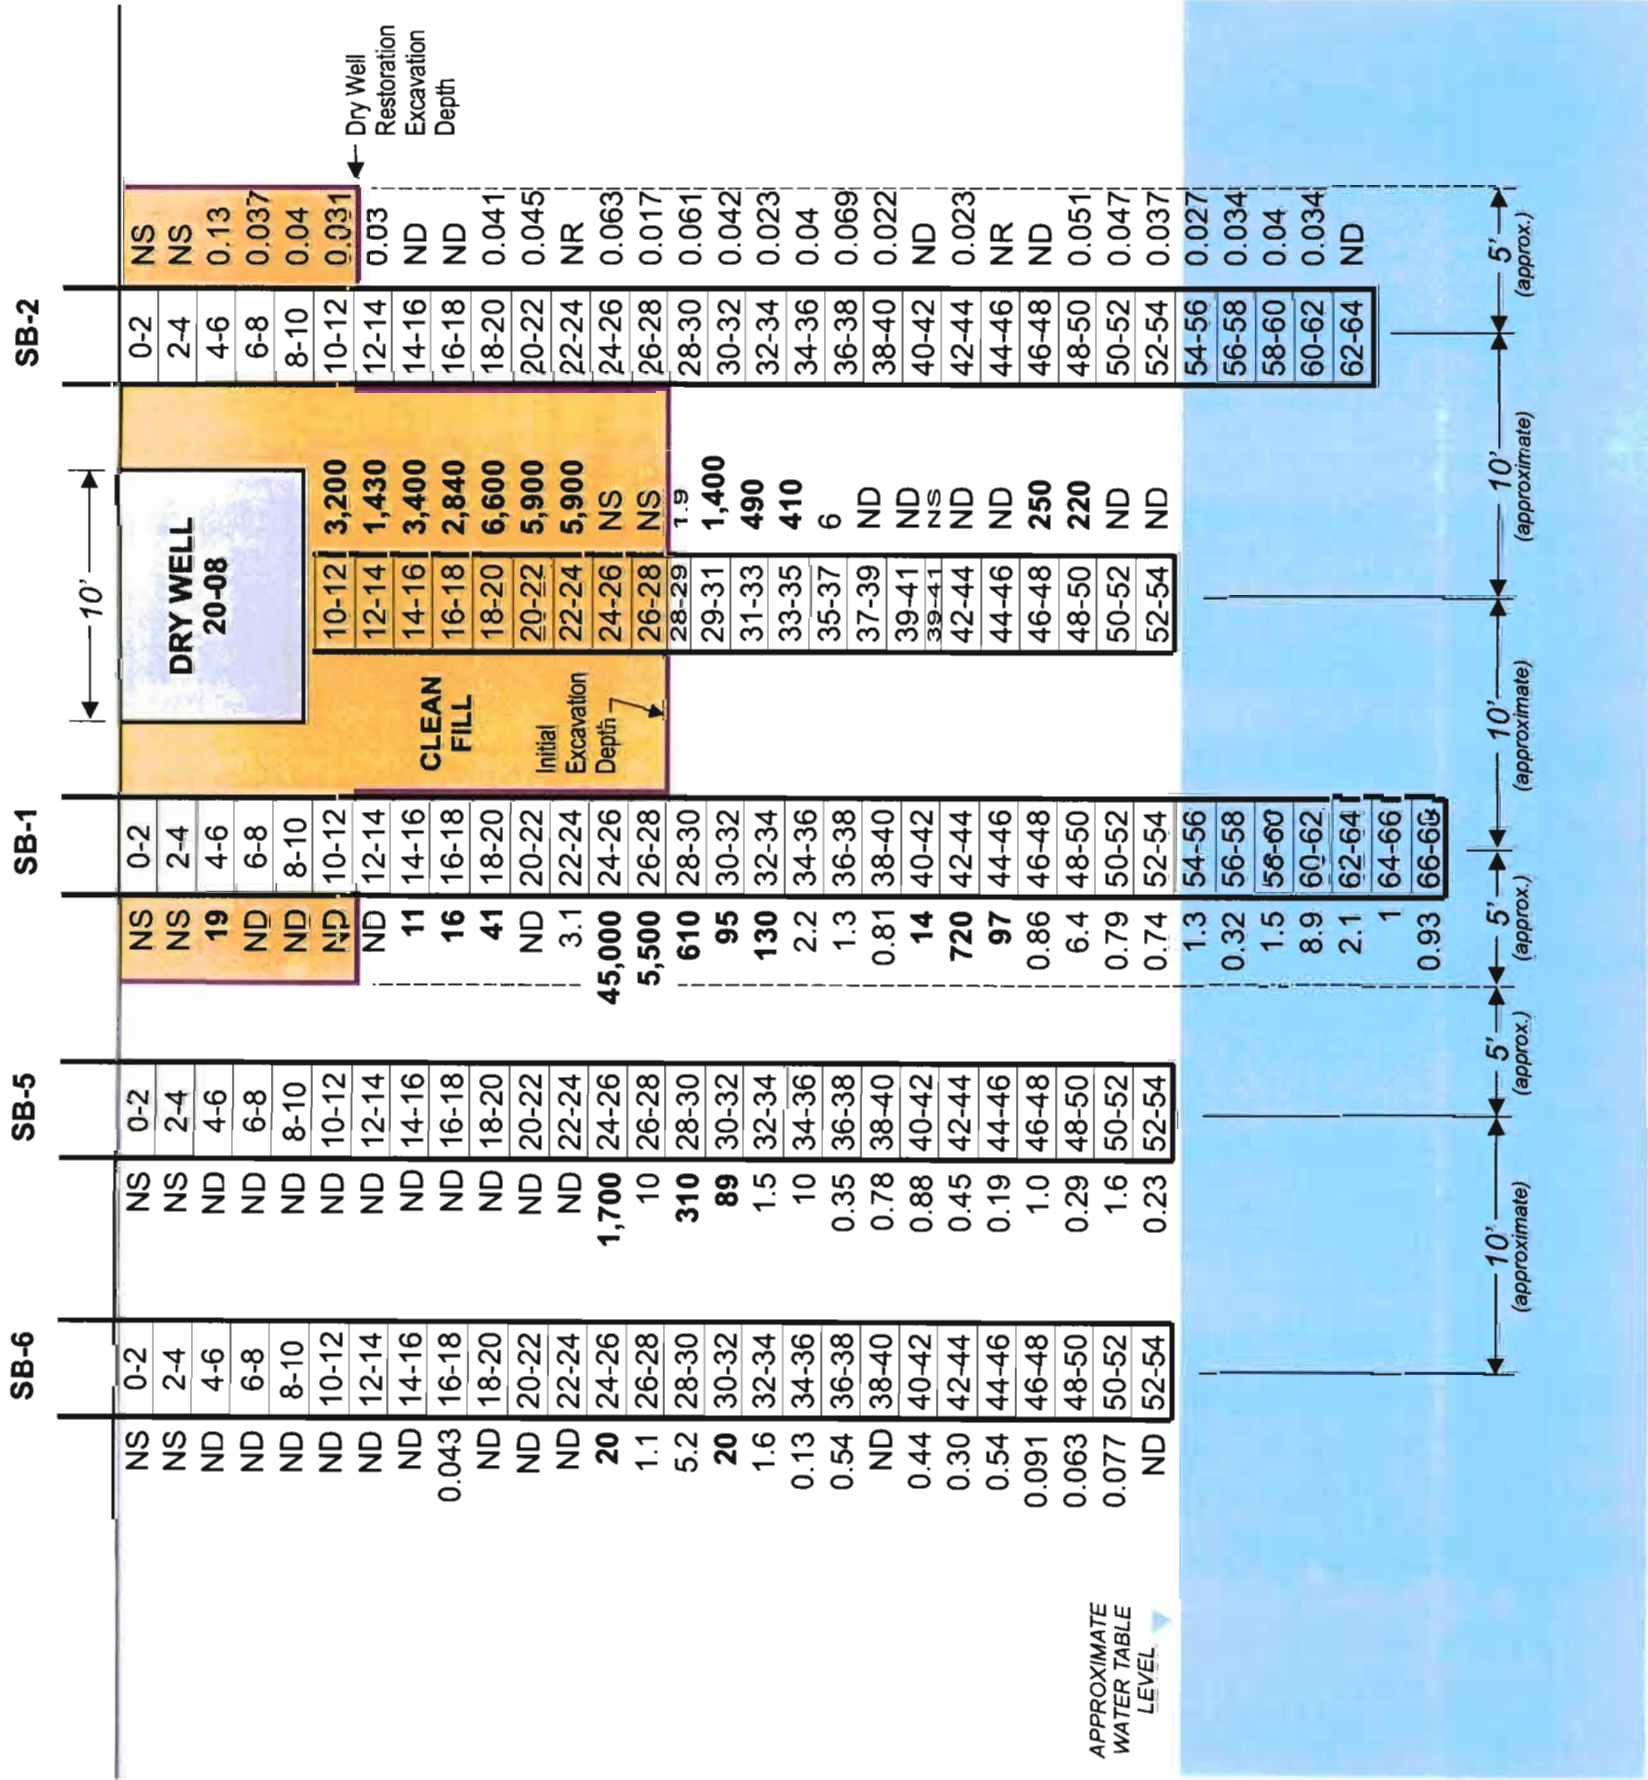 SB-6
NS 0-2
NS 2-4
ND 4-6
ND 6-8
ND 8-10
ND 10-12
ND 12-14
ND 14-16
0.043 16-18
ND 18-20
ND 20-22
ND 22-24
20 24-26
1.1 26-28
5.2 28-30
20 30-32
1.6 32-34
0.13 34-36
0.54 36-38
ND 38-40
0.44 40-42
0.30 42-44
0.54 44-46
0.091 46-48
0.063 48-50
0.077 50-52
ND 52-54
SB-5
NS 0-2
NS 2-4
ND 4-6
ND 6-8
ND 8-10
ND 10-12
ND 12-14
ND 14-16
ND 16-18
ND 18-20
ND 20-22
ND 22-24
1,700 24-26
10 26-28
310 28-30
89 30-32
1.5 32-34
10 34-36
0.35 36-38
0.78 38-40
0.88 40-42
0.45 42-44
0.19 44-46
1.0 46-48
0.29 48-50
1.6 50-52
0.23 52-54
SB-1
NS 0-2
NS 2-4
19 4-6
ND 6-8
ND 8-10
ND 10-12
ND 12-14
11 14-16
16 16-18
41 18-20
ND 20-22
3.1 22-24
45,000 24-26
5,500 26-28
610 28-30
95 30-32
130 32-34
2.2 34-36
1.3 36-38
0.81 38-40
14 40-42
720 42-44
97 44-46
0.86 46-48
6.4 48-50
0.79 50-52
0.74 52-54
1.3 54-56
0.32 56-58
1.5 56-60
8.9 60-62
2.1 62-64
1 64-66
0.93 66-68
10'
DRY WELL
20-08
CLEAN
FILL
Initial
Excavation
Depth
10-12 3,200
12-14 1,430
14-16 3,400
16-18 2,840
18-20 6,600
20-22 5,900
22-24 5,900
24-26 NS
26-28 NS
28-29 1.9
29-31 1,400
31-33 490
33-35 410
35-37 6
37-39 ND
39-41 ND
39-41 NS
42-44 ND
44-46 ND
46-48 250
48-50 220
50-52 ND
52-54 ND
SB-2
0-2 NS
2-4 NS
4-6 0.13
6-8 0.037
8-10 0.04
10-12 0.031
12-14 0.03
14-16 ND
16-18 ND
18-20 0.041
20-22 0.045
22-24 NR
24-26 0.063
26-28 0.017
28-30 0.061
30-32 0.042
32-34 0.023
34-36 0.04
36-38 0.069
38-40 0.022
40-42 ND
42-44 0.023
44-46 NR
46-48 ND
48-50 0.051
50-52 0.047
52-54 0.037
54-56 0.027
56-58 0.034
58-60 0.04
60-62 0.034
62-64 ND
Dry Well
Restoration
Excavation
Depth
APPROXIMATE
WATER TABLE
LEVEL
10'
(approximate)
5'
(approx.)
5'
(approx.)
10'
(approximate)
10'
(approximate)
5'
(approx.)